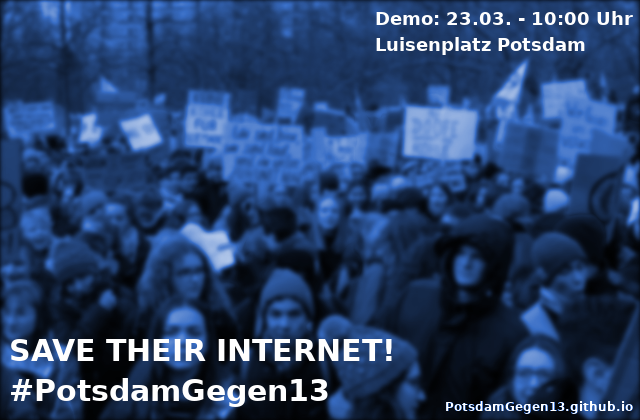 Demo: 23.03. - 10:00 Uhr
Luisenplatz Potsdam
SAVE THEIR INTERNET!
#PotsdamGegen13
PotsdamGegen13.github.io